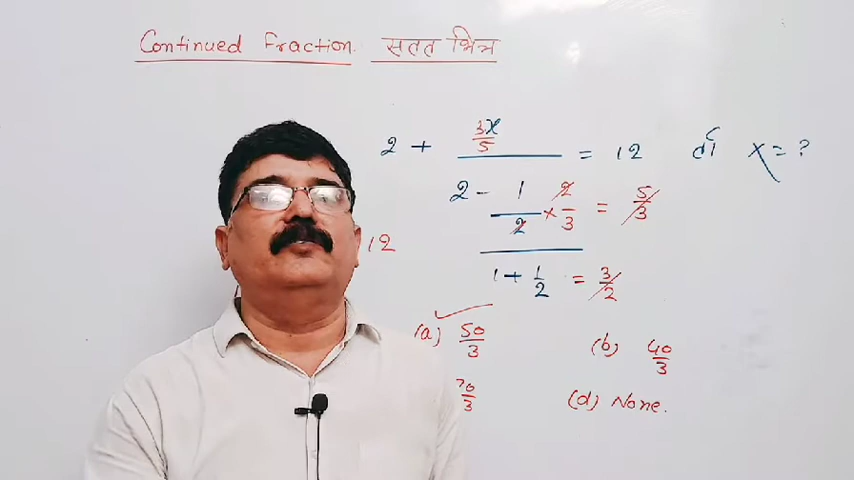 Continued Fraction. सतत भिन्न
3x
5
2 + = 12 तो x = ?
2 - 1 2
2 × 3 = 5
3
12
1 + 1
2 = 3
2
(a) 50
3 (b) 40
3
70
3 (d) None.